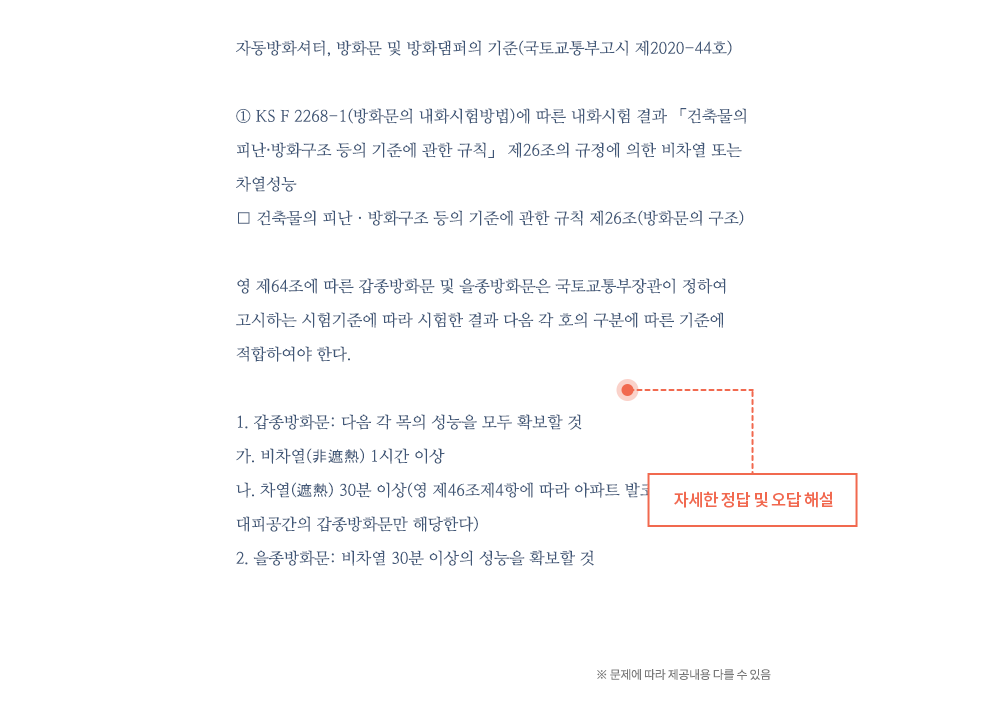 자동방화셔터, 방화문 및 방화댐퍼의 기준(국토교통부고시 제2020-44호)
① KS F 2268-1(방화문의 내화시험방법)에 따른 내화시험 결과 「건축물의
피난·방화구조 등의 기준에 관한 규칙」 제26조의 규정에 의한 비차열 또는
차열성능
□ 건축물의 피난 · 방화구조 등의 기준에 관한 규칙 제26조(방화문의 구조)
영 제64조에 따른 갑종방화문 및 을종방화문은 국토교통부장관이 정하여
고시하는 시험기준에 따라 시험한 결과 다음 각 호의 구분에 따른 기준에
적합하여야 한다.
1. 갑종방화문: 다음 각 목의 성능을 모두 확보할 것
가. 비차열(非遮熱) 1시간 이상
나. 차열(遮熱) 30분 이상(영 제46조제4항에 따라 아파트
자세한 정답 및 오답 해설
대피공간의 갑종방화문만 해당한다)
2. 을종방화문: 비차열 30분 이상의 성능을 확보할 것
※ 문제에 따라 제공내용 다를 수 있음